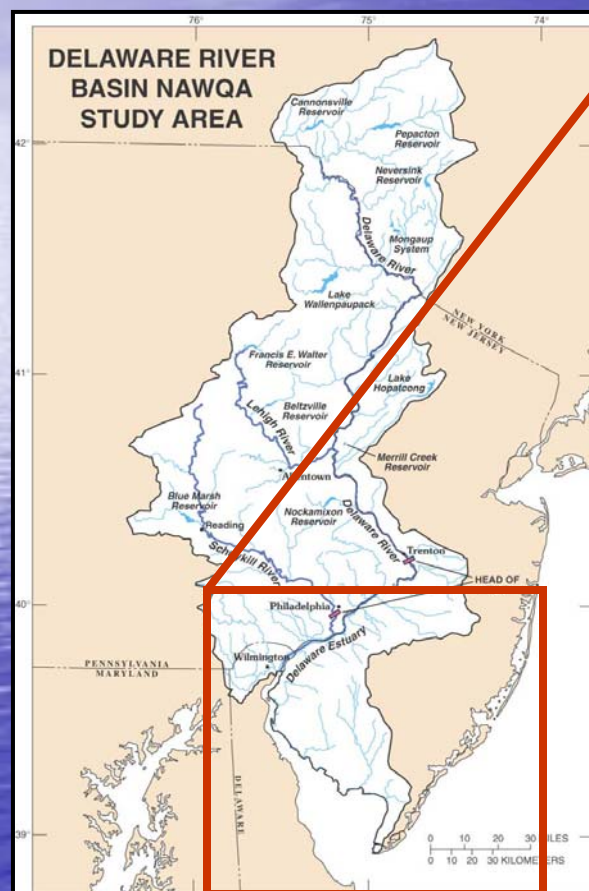 76°
75°
74°
DELAWARE RIVER
BASIN NAWQA
STUDY AREA
Cannonsville
Reservoir
42°
Pepacton
Reservoir
Neversink
Reservoir
Delaware River
Mongaup
System
Lake
Wallenpaupack
NEW YORK
NEW JERSEY
41°
Francis E. Walter
Reservoir
Lake
Hopatcong
Lehigh River
Beltzville
Reservoir
Merrill Creek
Reservoir
Allentown
Blue Marsh
Reservoir
Nockamixon
Reservoir
Delaware River
Reading
Schuylkill River
Trenton
HEAD OF
40°
Philadelphia
Wilmington
Delaware Estuary
PENNSYLVANIA
MARYLAND
DELAWARE
39°
0 10 20 30 MILES
0 10 20 30 KILOMETERS